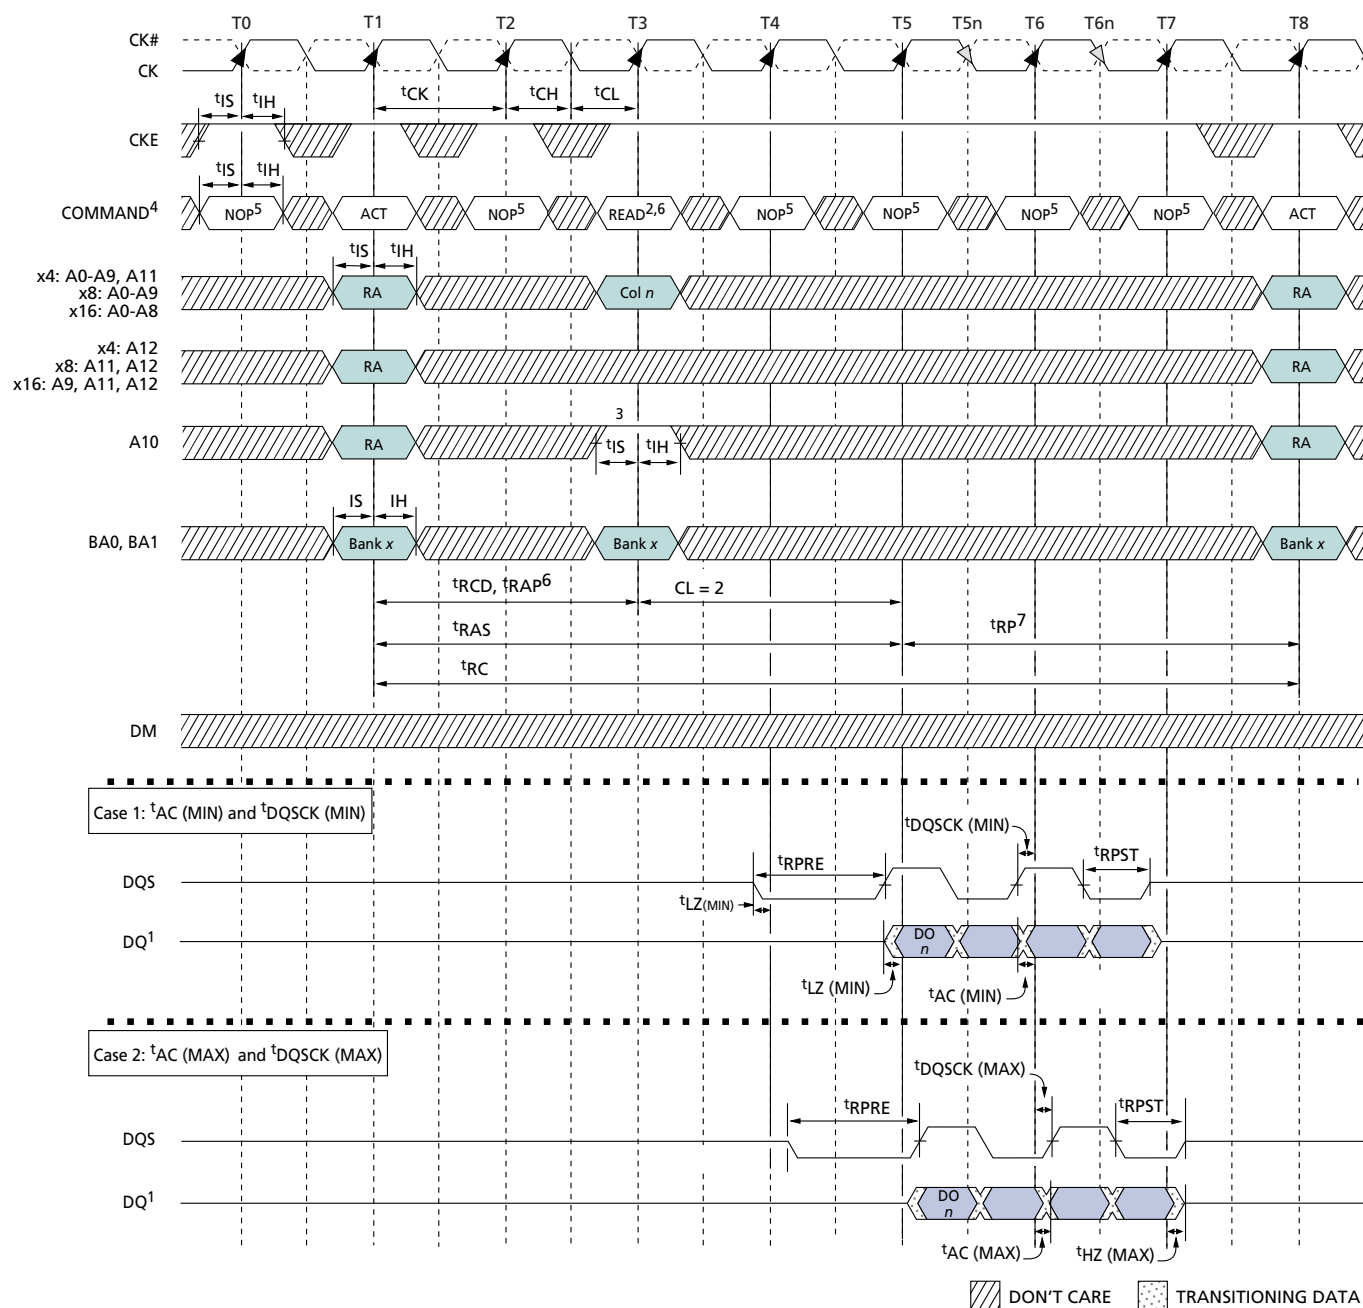 T0 T1 T2 T3 T4 T5 T5n T6 T6n T7 T8
CK#
CK
tIS tIH tCK tCH tCL
CKE
tIS tIH
COMMAND4 NOP5 ACT NOP5 READ2,6 NOP5 NOP5 NOP5 NOP5 ACT
tIS tIH
x4: A0-A9, A11
x8: A0-A9
x16: A0-A8
RA Col n RA
x4: A12
x8: A11, A12
x16: A9, A11, A12
RA RA
3
A10 RA tIS tIH RA
IS IH
BA0, BA1 Bank x Bank x Bank x
tRCD, tRAP6 CL = 2
tRAS tRP7
tRC
DM
Case 1: tAC (MIN) and tDQSCK (MIN)
tDQSCK (MIN)
tRPRE tRPST
DQS
tLZ(MIN)
DQ1 DO
n
tLZ (MIN) tAC (MIN)
Case 2: tAC (MAX) and tDQSCK (MAX)
tDQSCK (MAX)
tRPRE tRPST
DQS
DQ1 DO
n
tAC (MAX) tHZ (MAX)
DON'T CARE TRANSITIONING DATA